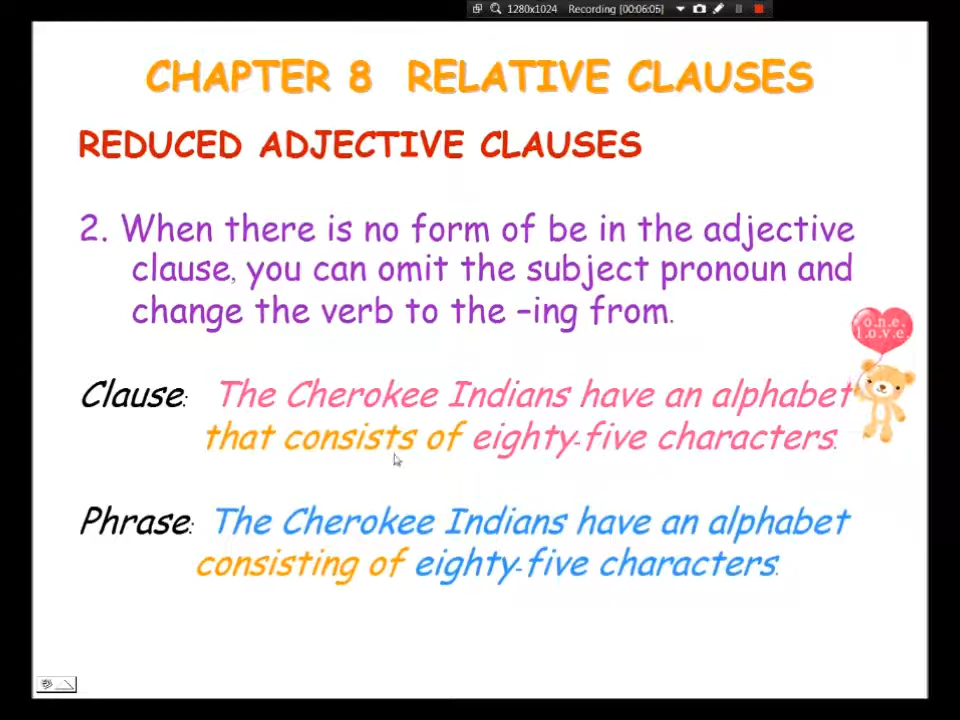 1280x1024 Recording [00:06:05]
CHAPTER 8 RELATIVE CLAUSES
REDUCED ADJECTIVE CLAUSES
2. When there is no form of be in the adjective
clause, you can omit the subject pronoun and
change the verb to the –ing from.
o.n.e.
l.o.v.e.
Clause: The Cherokee Indians have an alphabet
that consists of eighty-five characters.
Phrase: The Cherokee Indians have an alphabet
consisting of eighty-five characters.